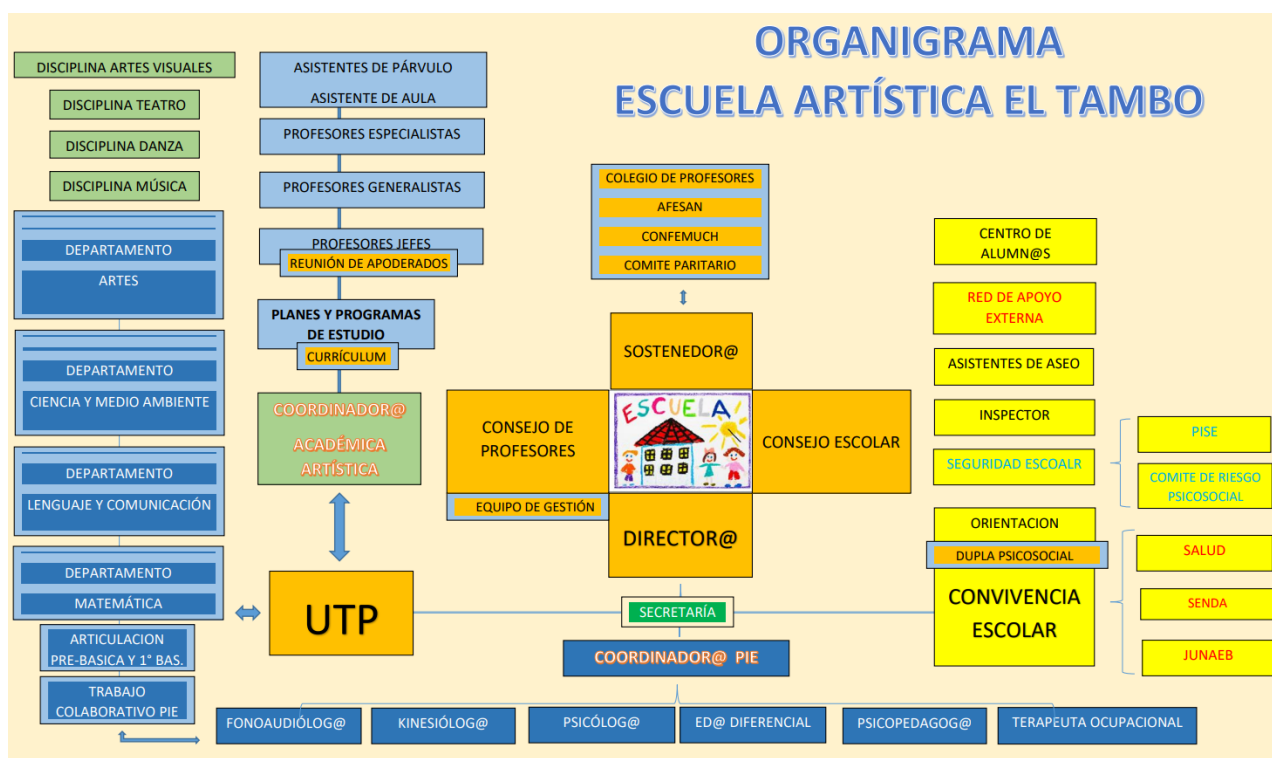 ORGANIGRAMA
ESCUELA ARTÍSTICA EL TAMBO
DISCIPLINA ARTES VISUALES
DISCIPLINA TEATRO
DISCIPLINA DANZA
DISCIPLINA MÚSICA
DEPARTAMENTO
ARTES
DEPARTAMENTO
CIENCIA Y MEDIO AMBIENTE
DEPARTAMENTO
LENGUAJE Y COMUNICACIÓN
DEPARTAMENTO
MATEMÁTICA
ARTICULACION
PRE-BASICA Y 1° BAS.
TRABAJO
COLABORATIVO PIE
ASISTENTES DE PÁRVULO
ASISTENTE DE AULA
PROFESORES ESPECIALISTAS
PROFESORES GENERALISTAS
PROFESORES JEFES
REUNIÓN DE APODERADOS
PLANES Y PROGRAMAS
DE ESTUDIO
CURRÍCULUM
COORDINADOR@
ACADÉMICA
ARTÍSTICA
UTP
COLEGIO DE PROFESORES
AFESAN
CONFEMUCH
COMITE PARITARIO
SOSTENEDOR@
CONSEJO DE
PROFESORES
ESCUELA
CONSEJO ESCOLAR
EQUIPO DE GESTIÓN
DIRECTOR@
SECRETARÍA
COORDINADOR@ PIE
CENTRO DE
ALUMN@S
RED DE APOYO
EXTERNA
ASISTENTES DE ASEO
INSPECTOR
SEGURIDAD ESCOALR
PISE
COMITE DE RIESGO
PSICOSOCIAL
ORIENTACION
DUPLA PSICOSOCIAL
CONVIVENCIA
ESCOLAR
SALUD
SENDA
JUNAEB
FONOAUDIÓLOG@
KINESIÓLOG@
PSICÓLOG@
ED@ DIFERENCIAL
PSICOPEDAGOG@
TERAPEUTA OCUPACIONAL